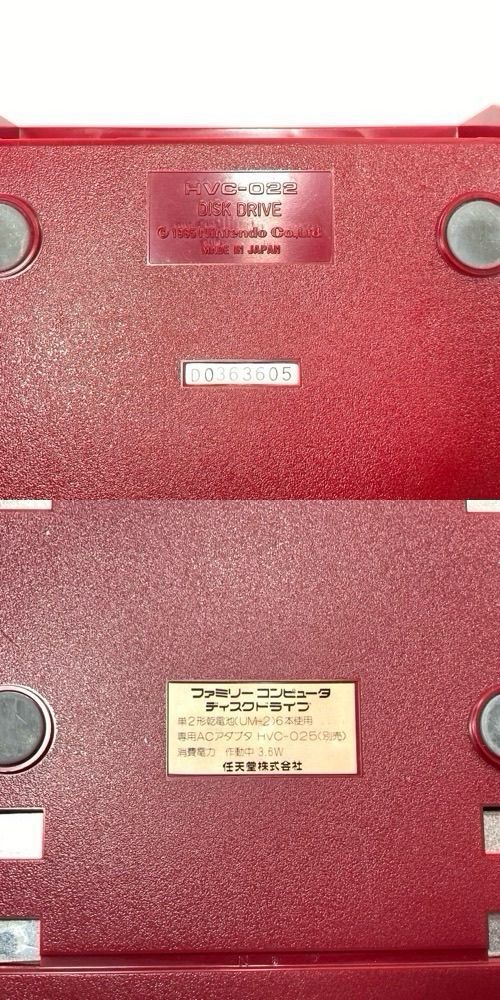 HVC-022
DISK DRIVE
© 1985 Nintendo Co., Ltd.
MADE IN JAPAN
D0363605
ファミリーコンピュータ
ディスクドライブ
単2形乾電池(UM-2)6本使用
専用ACアダプタ HVC-025(別売)
消費電力 作動中 3.6W
任天堂株式会社